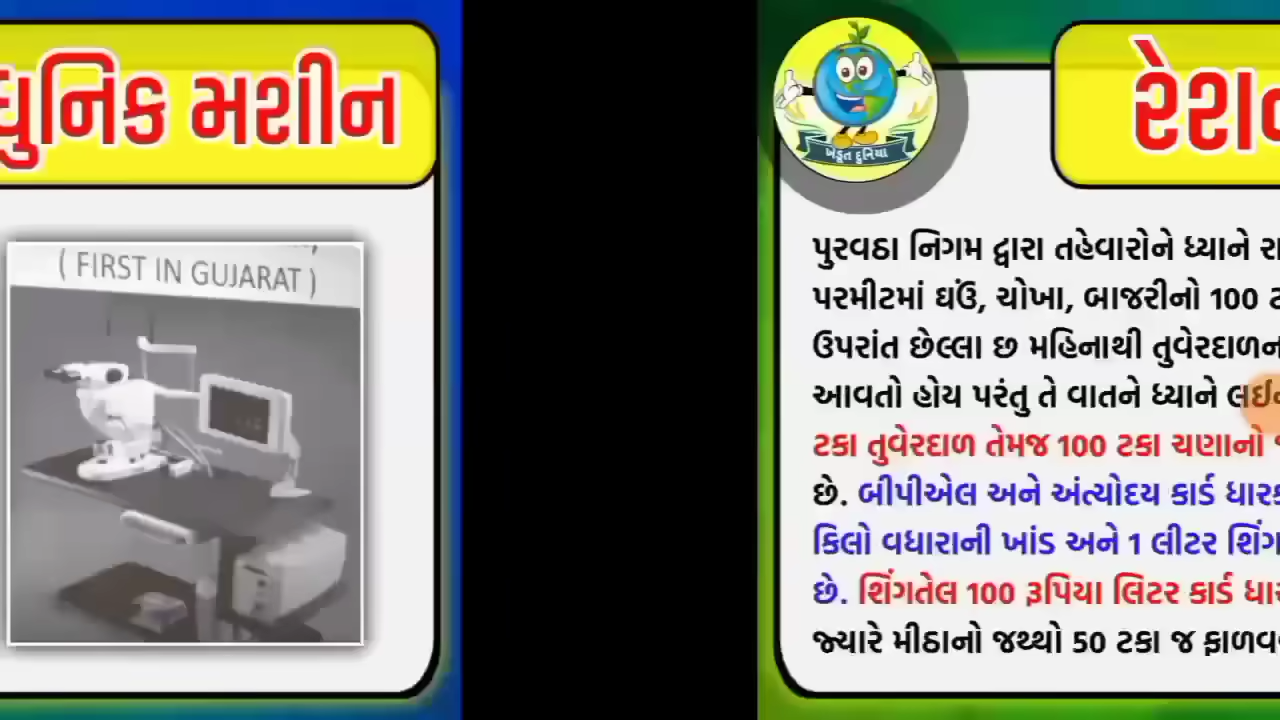 ધુનિક મશીન
( FIRST IN GUJARAT )
ખેડૂત દુનિયા
રેશન
પુરવઠા નિગમ દ્વારા તહેવારોને ધ્યાને
પરમીટમાં ઘઉં, ચોખા, બાજરીનો 100
ઉપરાંત છેલ્લા છ મહિનાથી તુવેરદાળન
આવતો હોય પરંતુ તે વાતને ધ્યાને
ટકા તુવેરદાળ તેમજ 100 ટકા ચણાનો
છે. બીપીએલ અને અંત્યોદય કાર્ડ
કિલો વધારાની ખાંડ અને 1 લીટર
છે. શિંગતેલ 100 રૂપિયા લિટર કાર્ડ
જ્યારે મીઠાનો જથ્થો 50 ટકા જ